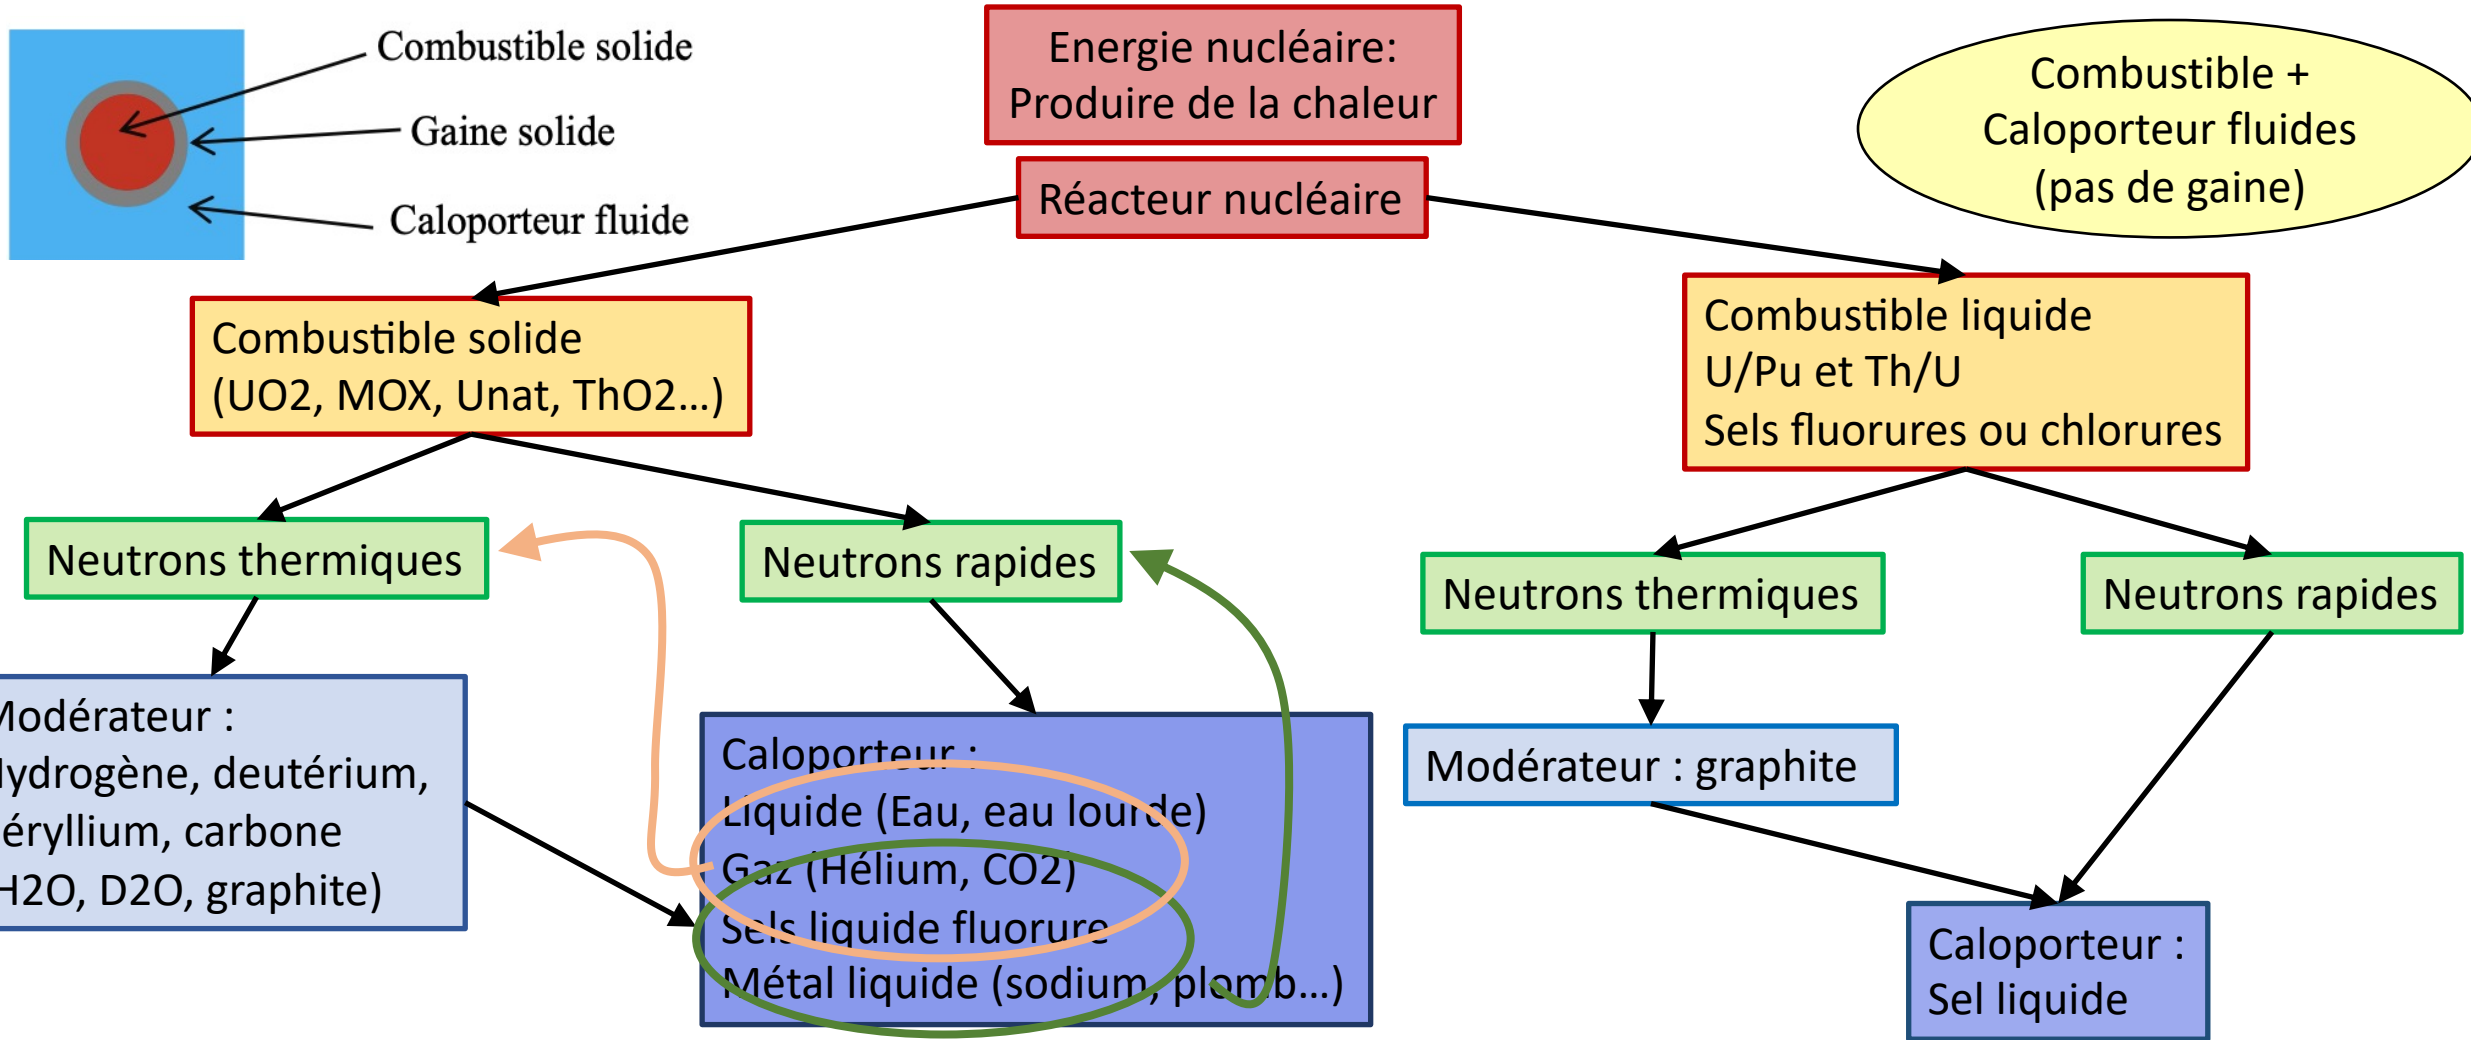 Combustible solide
Gaine solide
Caloporteur fluide
Energie nucléaire:
Produire de la chaleur
Réacteur nucléaire
Combustible +
Caloporteur fluides
(pas de gaine)
Combustible solide
(UO2, MOX, Unat, ThO2...)
Combustible liquide
U/Pu et Th/U
Sels fluorures ou chlorures
Neutrons thermiques
Neutrons rapides
Neutrons thermiques
Neutrons rapides
Modérateur :
Hydrogène, deutérium,
éryllium, carbone
H2O, D2O, graphite)
Caloporteur :
Liquide (Eau, eau lourde)
Gaz (Hélium, CO2)
Sels liquide fluorure
Métal liquide (sodium, plomb...)
Modérateur : graphite
Caloporteur :
Sel liquide